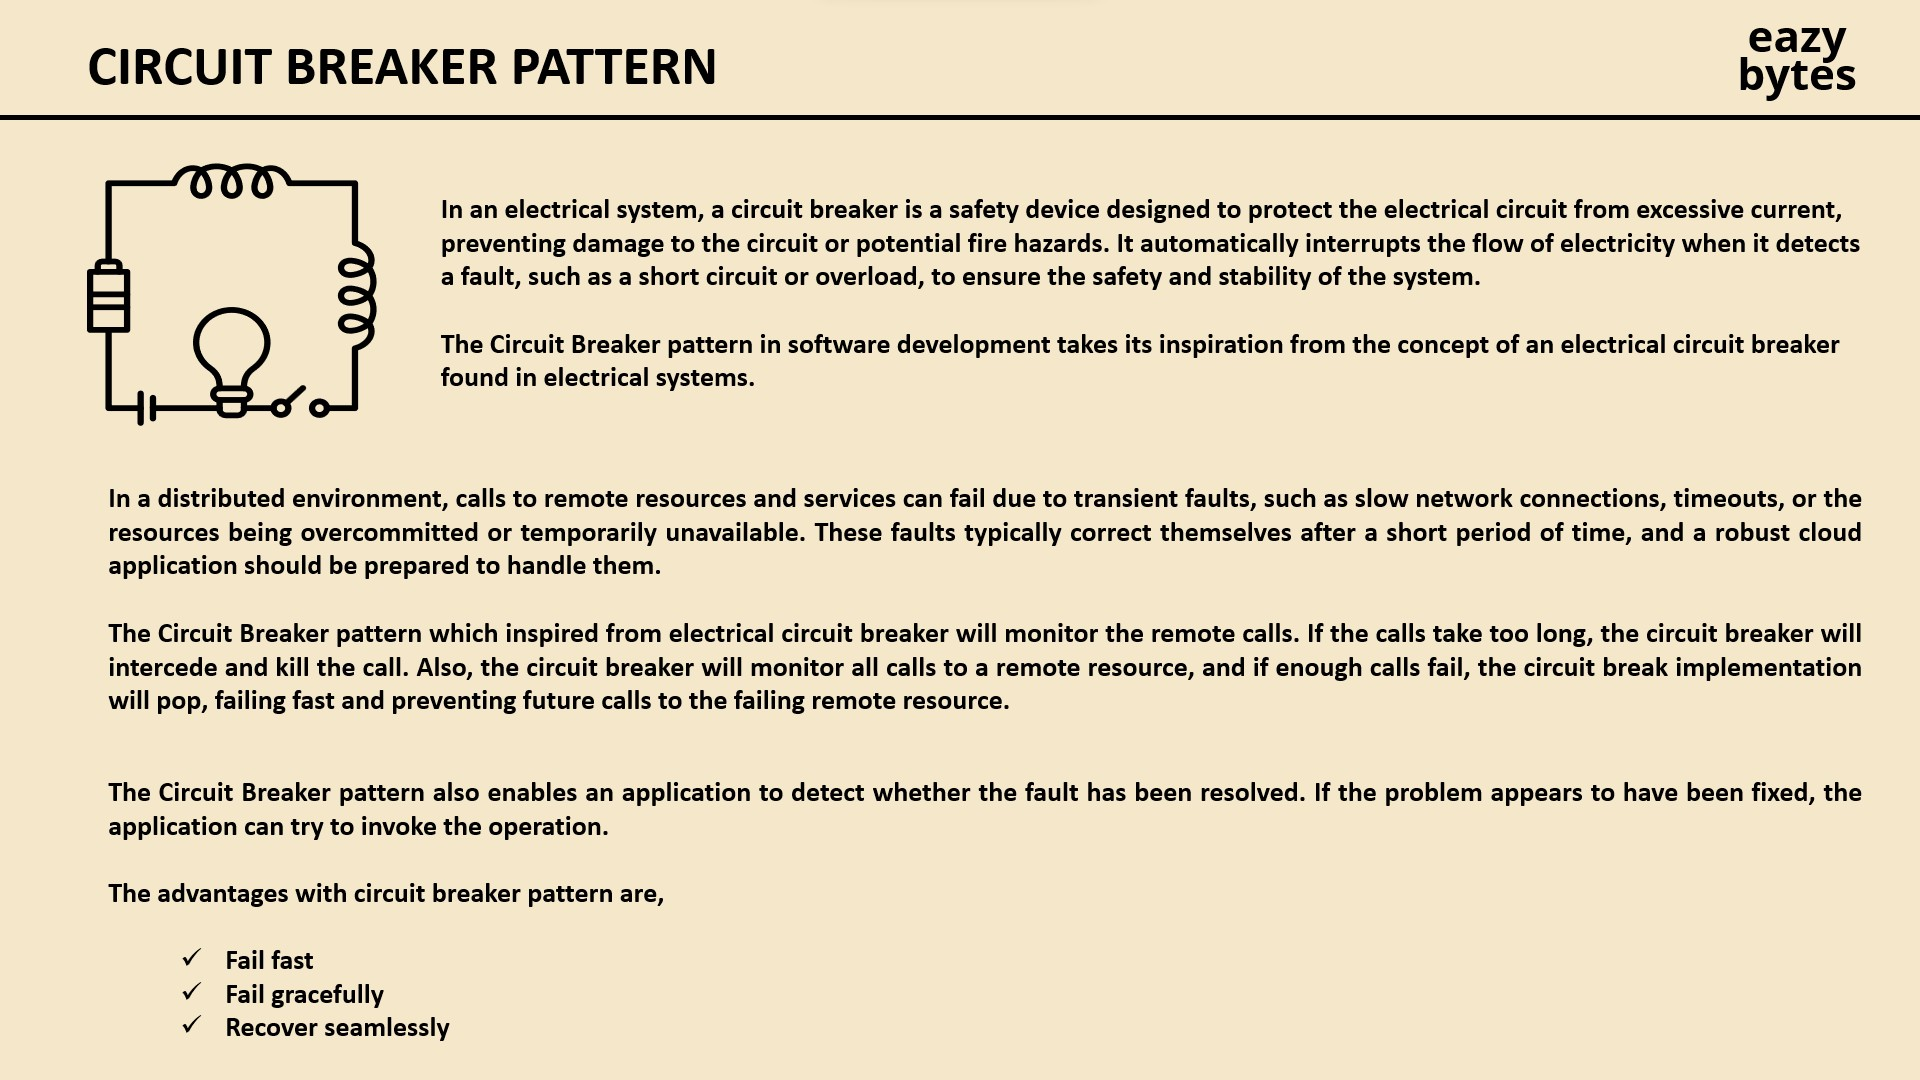 CIRCUIT BREAKER PATTERN
eazy
bytes
In an electrical system, a circuit breaker is a safety device designed to protect the electrical circuit from excessive current,
preventing damage to the circuit or potential fire hazards. It automatically interrupts the flow of electricity when it detects
a fault, such as a short circuit or overload, to ensure the safety and stability of the system.
The Circuit Breaker pattern in software development takes its inspiration from the concept of an electrical circuit breaker
found in electrical systems.
In a distributed environment, calls to remote resources and services can fail due to transient faults, such as slow network connections, timeouts, or the
resources being overcommitted or temporarily unavailable. These faults typically correct themselves after a short period of time, and a robust cloud
application should be prepared to handle them.
The Circuit Breaker pattern which inspired from electrical circuit breaker will monitor the remote calls. If the calls take too long, the circuit breaker will
intercede and kill the call. Also, the circuit breaker will monitor all calls to a remote resource, and if enough calls fail, the circuit break implementation
will pop, failing fast and preventing future calls to the failing remote resource.
The Circuit Breaker pattern also enables an application to detect whether the fault has been resolved. If the problem appears to have been fixed, the
application can try to invoke the operation.
The advantages with circuit breaker pattern are,
✓ Fail fast
✓ Fail gracefully
✓ Recover seamlessly